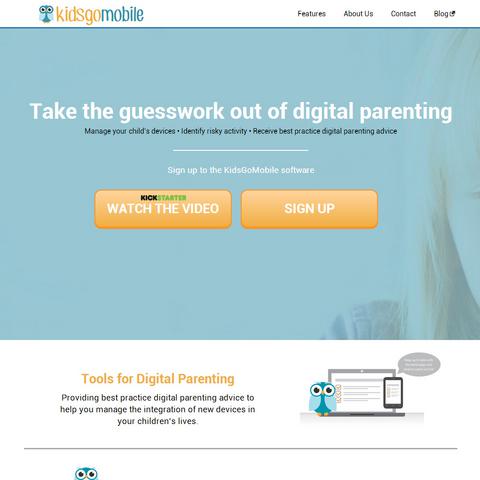 kidsgomobile
Features About Us Contact Blog
Take the guesswork out of digital parenting
Manage your child's devices • Identify risky activity • Receive best practice digital parenting advice
Sign up to the KidsGoMobile software
KICKSTARTER
WATCH THE VIDEO
SIGN UP
Tools for Digital Parenting
Providing best practice digital parenting advice to
help you manage the integration of new devices in
your children's lives.